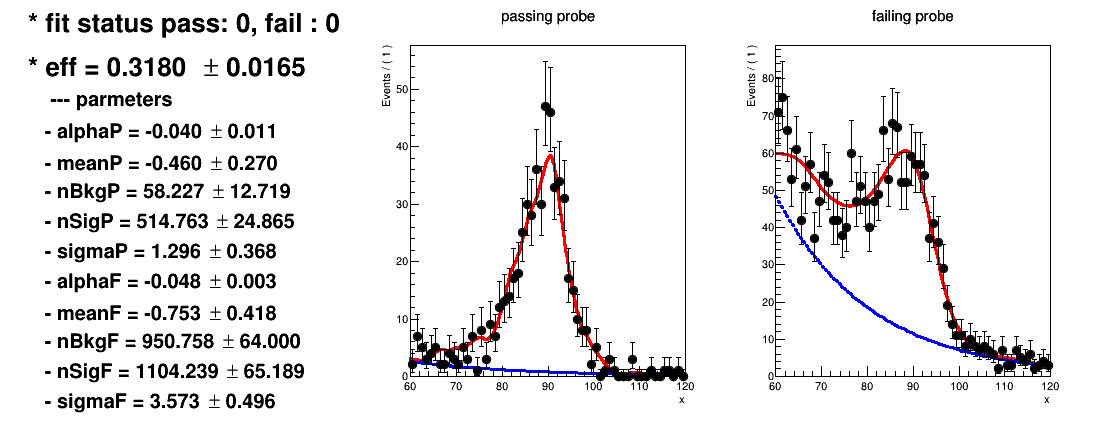 * fit status pass: 0, fail : 0
* eff = 0.3180 ± 0.0165
--- parmeters
- alphaP = -0.040 ± 0.011
- meanP = -0.460 ± 0.270
- nBkgP = 58.227 ± 12.719
- nSigP = 514.763 ± 24.865
- sigmaP = 1.296 ± 0.368
- alphaF = -0.048 ± 0.003
- meanF = -0.753 ± 0.418
- nBkgF = 950.758 ± 64.000
- nSigF = 1104.239 ± 65.189
- sigmaF = 3.573 ± 0.496
passing probe
Events / ( 1 )
50
40
30
20
10
0
60 70 80 90 100 110 120
x
failing probe
Events / ( 1 )
80
70
60
50
40
30
20
10
0
60 70 80 90 100 110 120
x